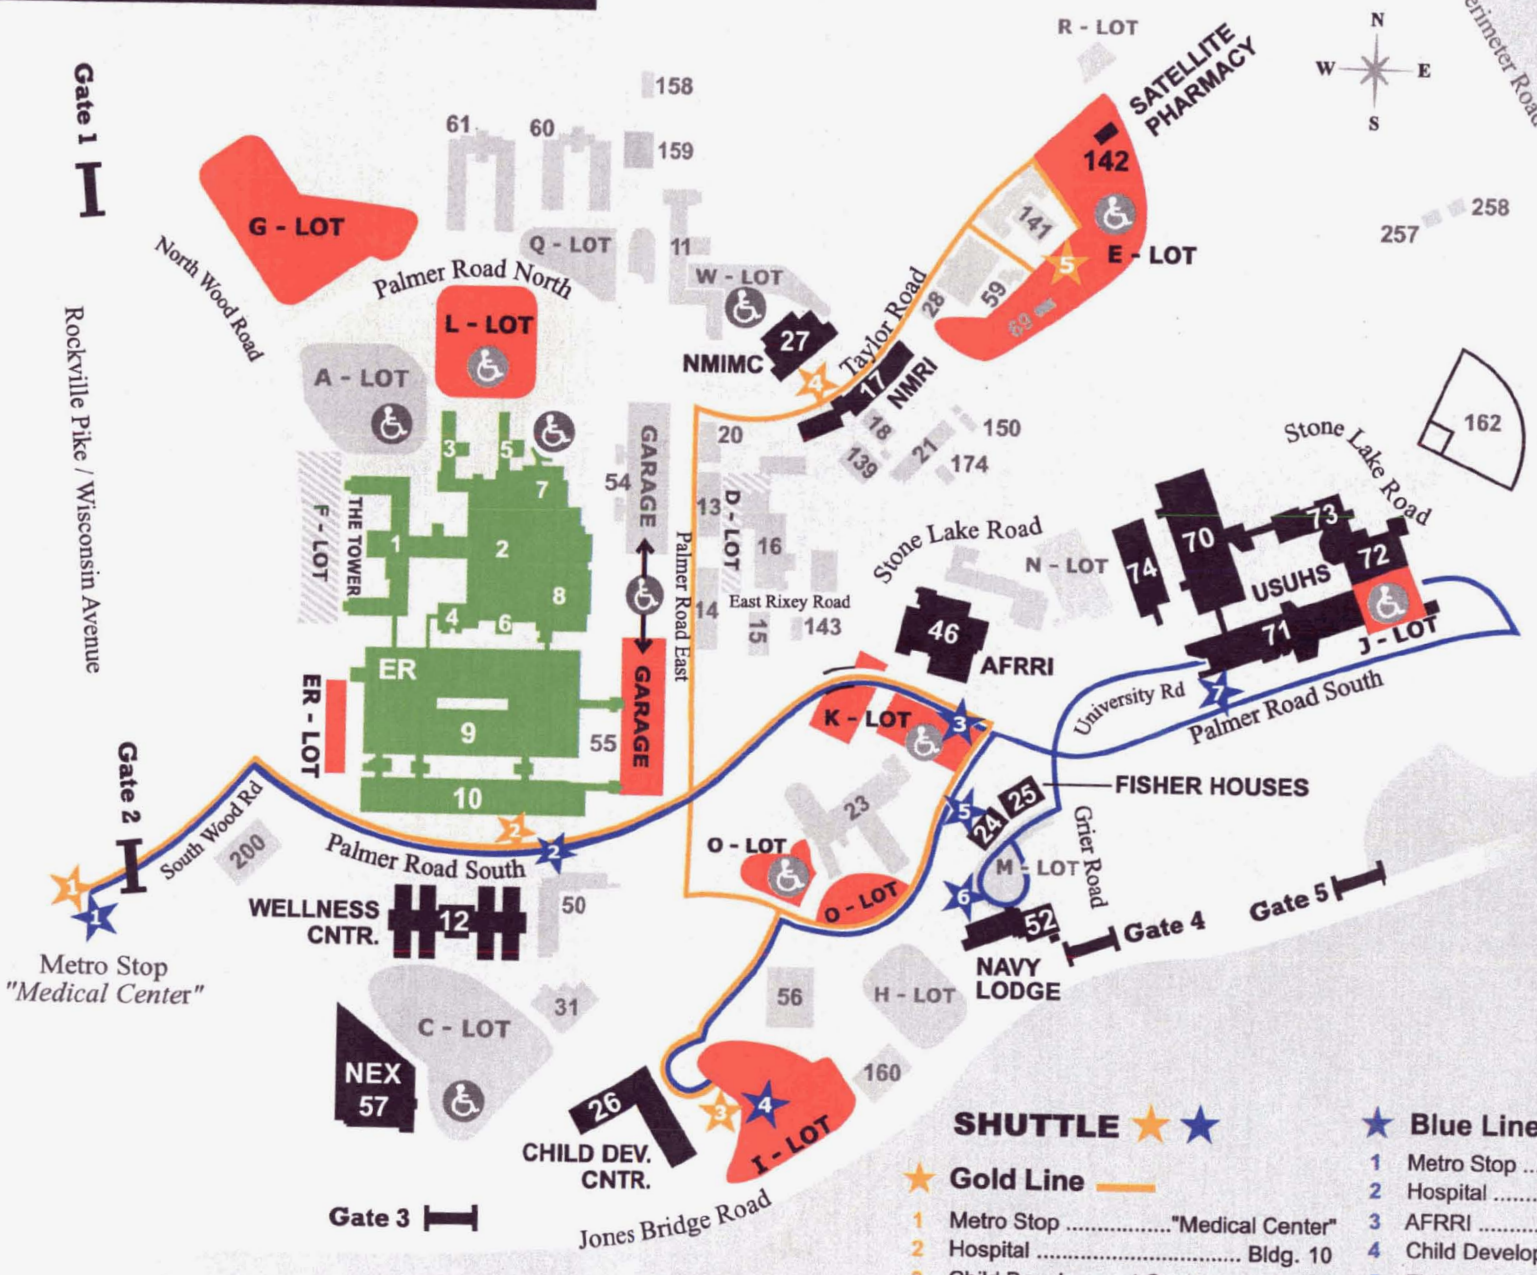 R - LOT
SATELLITE
PHARMACY
N
W
E
S
Gate 1
158
61
60
159
142
G - LOT
Q - LOT
11
141
257
258
E - LOT
5
North Wood Road
Palmer Road North
W - LOT
28
59
69
L - LOT
27
NMIMC
Taylor Road
4
17
NMRI
A - LOT
Rockville Pike / Wisconsin Avenue
3
5
GARAGE
20
18
150
162
Stone Lake Road
139
21
174
54
7
F - LOT
THE TOWER
1
2
13
D - LOT
16
Stone Lake Road
N - LOT
74
70
73
72
USUHS
8
4
6
Palmer Road East
14
East Rixey Road
15
143
46
AFRRI
71
J - LOT
ER
ER - LOT
9
55
GARAGE
K - LOT
3
University Rd
7
Palmer Road South
Gate 2
10
2
2
5
24
25
FISHER HOUSES
23
South Wood Rd
200
Palmer Road South
O - LOT
O - LOT
M - LOT
Grier Road
1
1
6
Gate 5
WELLNESS
CNTR.
12
50
52
Gate 4
Metro Stop
"Medical Center"
NAVY
LODGE
C - LOT
31
56
H - LOT
NEX
57
160
26
3
4
I - LOT
CHILD DEV.
CNTR.
Gate 3
Jones Bridge Road
SHUTTLE
Gold Line
1 Metro Stop ................."Medical Center"
2 Hospital ................................ Bldg. 10
Blue Line
1 Metro Stop ..
2 Hospital .......
3 AFRRI .........
4 Child Develop